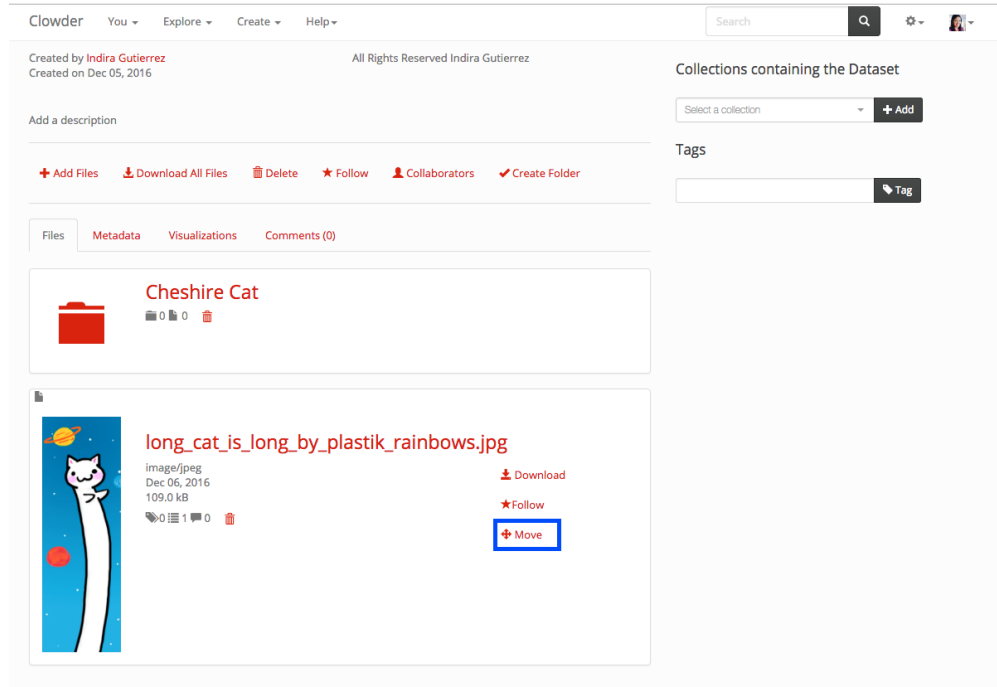 Clowder You Explore Create Help Search
Created by Indira Gutierrez All Rights Reserved Indira Gutierrez
Created on Dec 05, 2016
Add a description
Add Files Download All Files Delete Follow Collaborators Create Folder
Files Metadata Visualizations Comments (0)
Cheshire Cat
0 0
long_cat_is_long_by_plastik_rainbows.jpg
image/jpeg
Dec 06, 2016
109.0 kB
0 1 0
Download
Follow
Move
Collections containing the Dataset
Select a collection Add
Tags
Tag